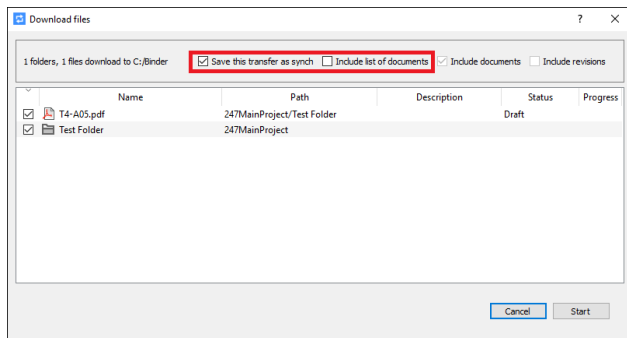 Download files
1 folders, 1 files download to C:/Binder Save this transfer as synch Include list of documents Include documents Include revisions
Name Path Description Status Progress
T4-A05.pdf 247MainProject/Test Folder Draft
Test Folder 247MainProject
Cancel Start